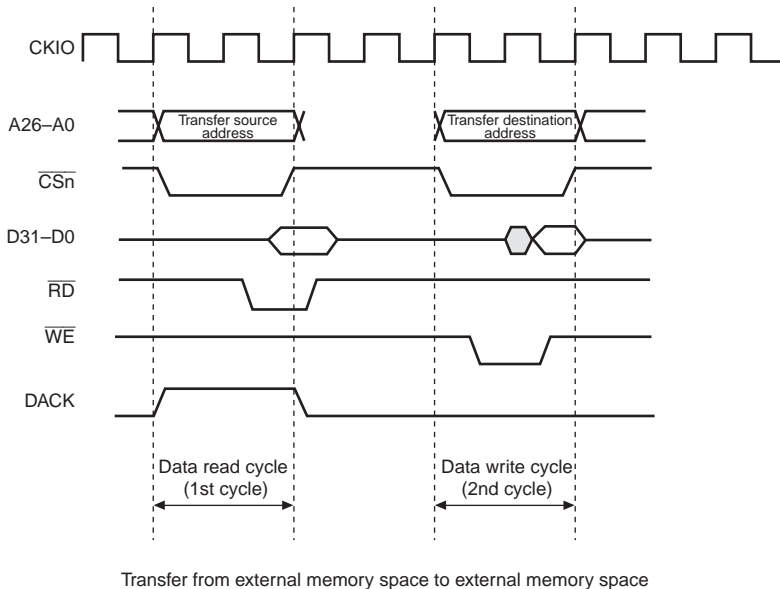 CKIO
A26–A0
Transfer source
address
Transfer destination
address
CSn
D31–D0
RD
WE
DACK
Data read cycle
(1st cycle)
Data write cycle
(2nd cycle)
Transfer from external memory space to external memory space